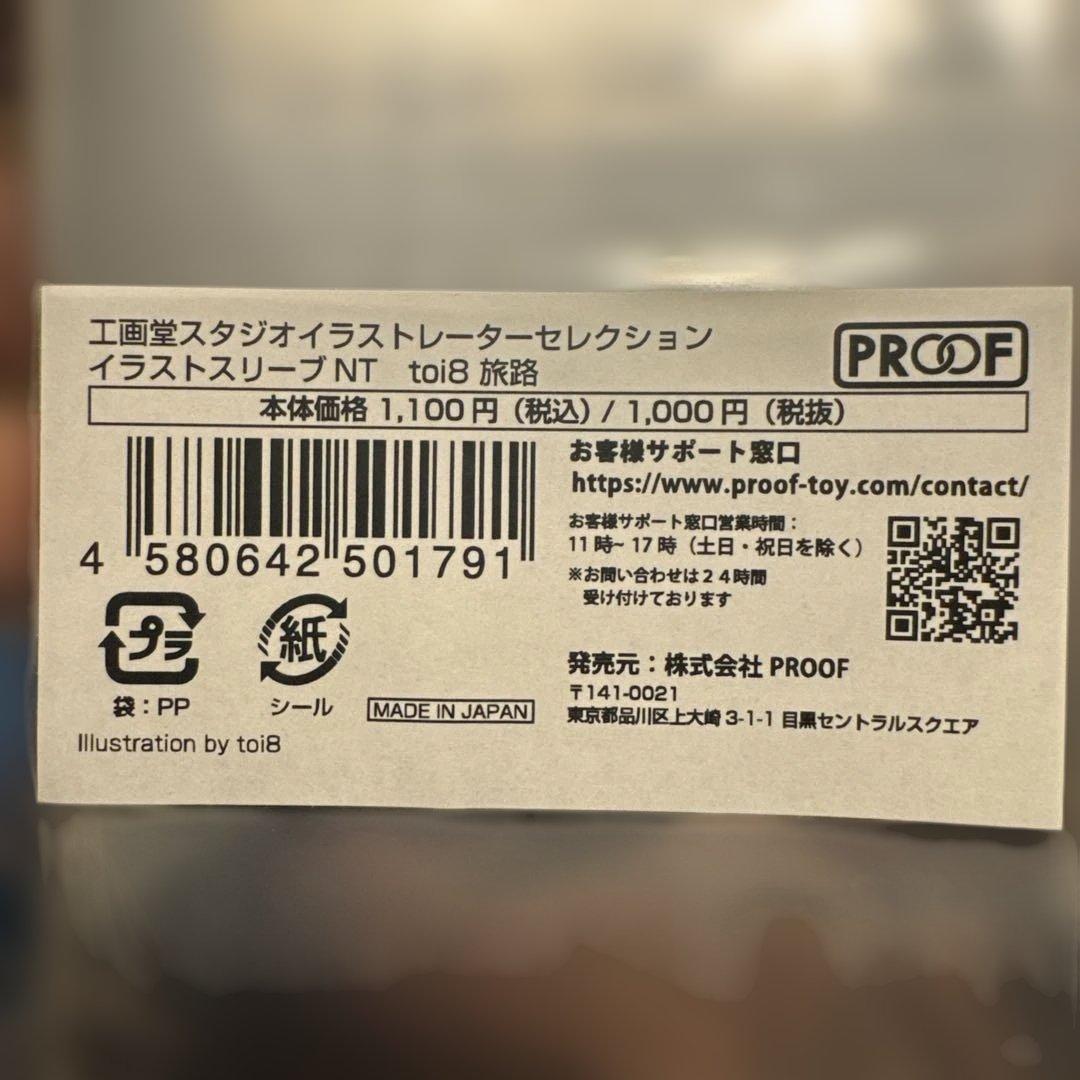 工画堂スタジオイラストレーターセレクション
イラストスリーブNT　toi8 旅路
PROOF
本体価格 1,100円（税込）/ 1,000円（税抜）
4 580642 501791
お客様サポート窓口
https://www.proof-toy.com/contact/
お客様サポート窓口営業時間：
11時~ 17時（土日・祝日を除く）
※お問い合わせは２４時間
受け付けております
プラ
袋：PP
紙
シール
MADE IN JAPAN
Illustration by toi8
発売元：株式会社 PROOF
〒141-0021
東京都品川区上大崎 3-1-1 目黒セントラルスクエア